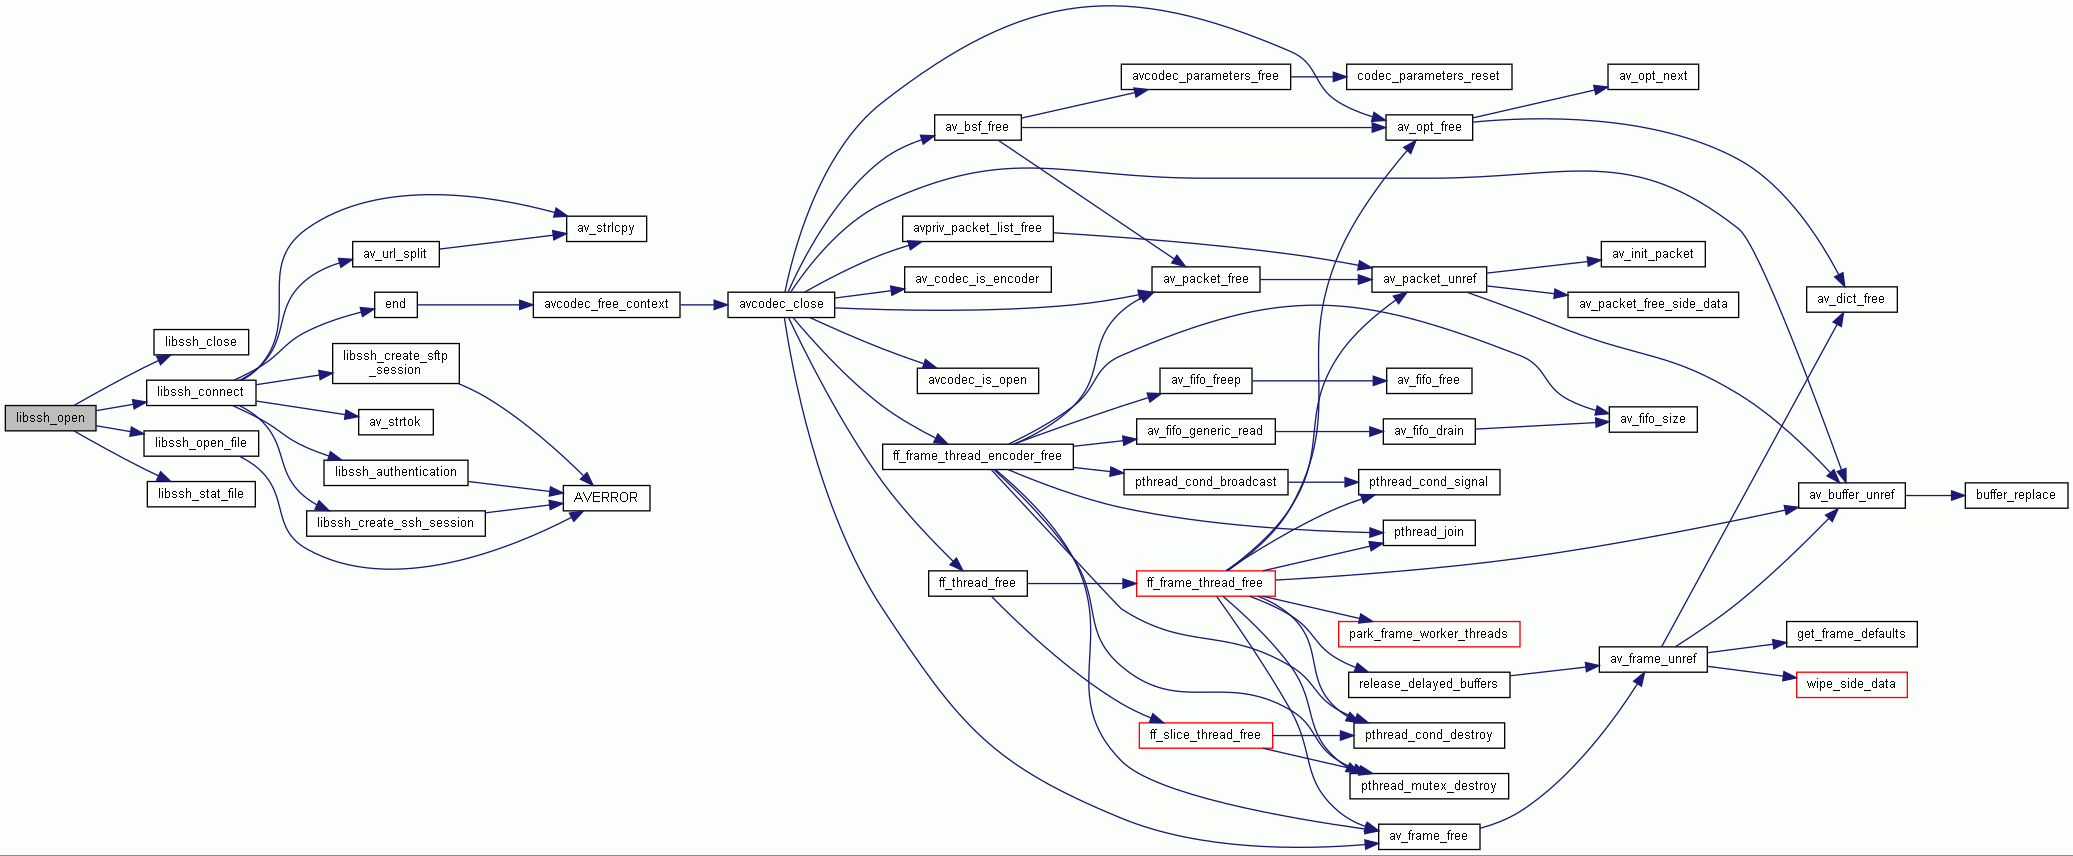 libssh_open
libssh_close
libssh_connect
libssh_open_file
libssh_stat_file
av_url_split
end
libssh_create_sftp
_session
av_strtok
libssh_authentication
libssh_create_ssh_session
av_strlcpy
avcodec_free_context
AVERROR
avcodec_close
av_bsf_free
avpriv_packet_list_free
av_codec_is_encoder
avcodec_is_open
ff_frame_thread_encoder_free
ff_thread_free
avcodec_parameters_free
av_packet_free
av_fifo_freep
av_fifo_generic_read
pthread_cond_broadcast
ff_frame_thread_free
ff_slice_thread_free
codec_parameters_reset
av_opt_free
av_packet_unref
av_fifo_free
av_fifo_drain
pthread_cond_signal
pthread_join
park_frame_worker_threads
release_delayed_buffers
pthread_cond_destroy
pthread_mutex_destroy
av_frame_free
av_opt_next
av_init_packet
av_packet_free_side_data
av_fifo_size
av_frame_unref
av_dict_free
av_buffer_unref
get_frame_defaults
wipe_side_data
buffer_replace